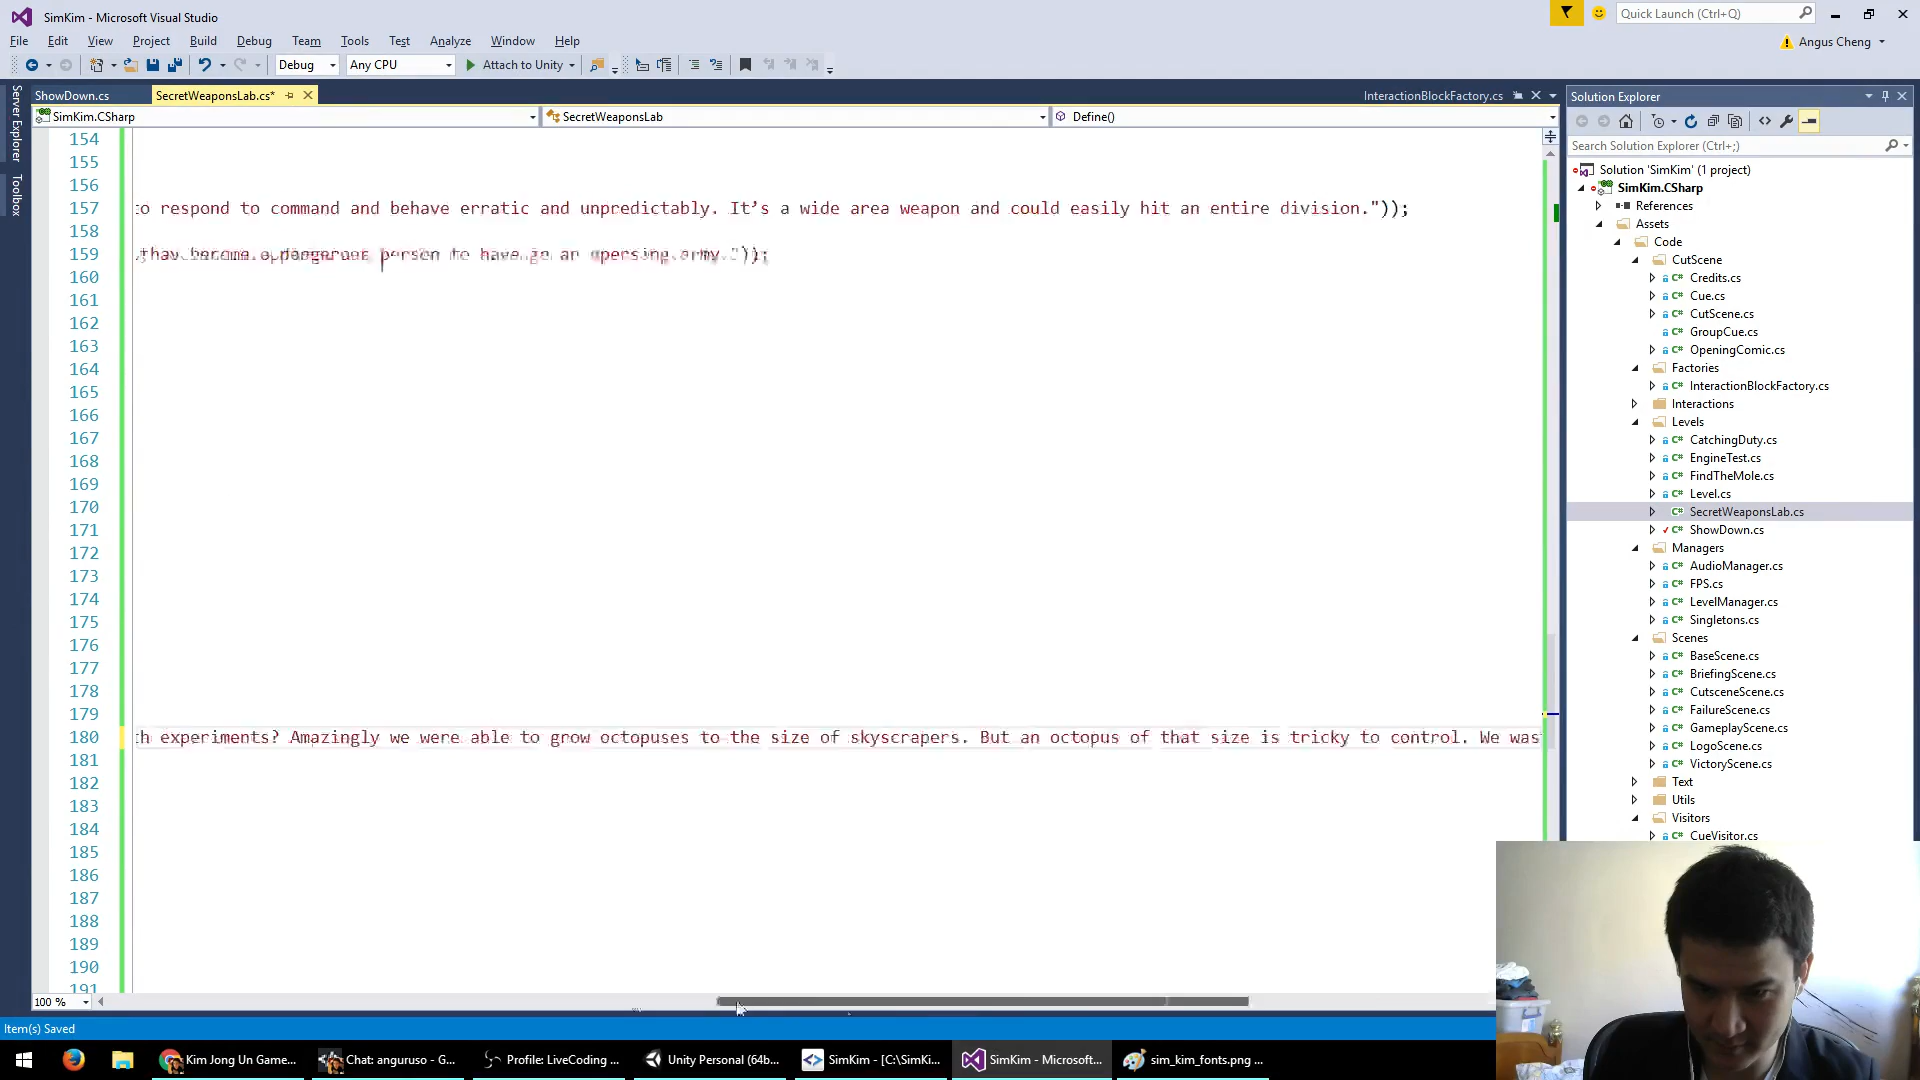 SimKim - Microsoft Visual Studio
Quick Launch (Ctrl+Q)
File Edit View Project Build Debug Team Tools Test Analyze Window Help
Angus Cheng
Debug Any CPU Attach to Unity
Server Explorer
Toolbox
ShowDown.cs SecretWeaponsLab.cs* InteractionBlockFactory.cs
SimKim.CSharp SecretWeaponsLab Define()
154
155
156
157 to respond to command and behave erratic and unpredictably. It’s a wide area weapon and could easily hit an entire division."));
158
159 person to have army."));
160
161
162
163
164
165
166
167
168
169
170
171
172
173
174
175
176
177
178
179
180 experiments? Amazingly we were able to grow octopuses to the size of skyscrapers. But an octopus of that size is tricky to control. We was
181
182
183
184
185
186
187
188
189
190
191
100 %
Item(s) Saved
Solution Explorer
Search Solution Explorer (Ctrl+;)
Solution 'SimKim' (1 project)
SimKim.CSharp
References
Assets
Code
CutScene
Credits.cs
Cue.cs
CutScene.cs
GroupCue.cs
OpeningComic.cs
Factories
InteractionBlockFactory.cs
Interactions
Levels
CatchingDuty.cs
EngineTest.cs
FindTheMole.cs
Level.cs
SecretWeaponsLab.cs
ShowDown.cs
Managers
AudioManager.cs
FPS.cs
LevelManager.cs
Singletons.cs
Scenes
BaseScene.cs
BriefingScene.cs
CutsceneScene.cs
FailureScene.cs
GameplayScene.cs
LogoScene.cs
VictoryScene.cs
Text
Utils
Visitors
CueVisitor.cs
Kim Jong Un Game... Chat: anguruso - G... Profile: LiveCoding ... Unity Personal (64b... SimKim - [C:\SimKi... SimKim - Microsoft... sim_kim_fonts.png ...